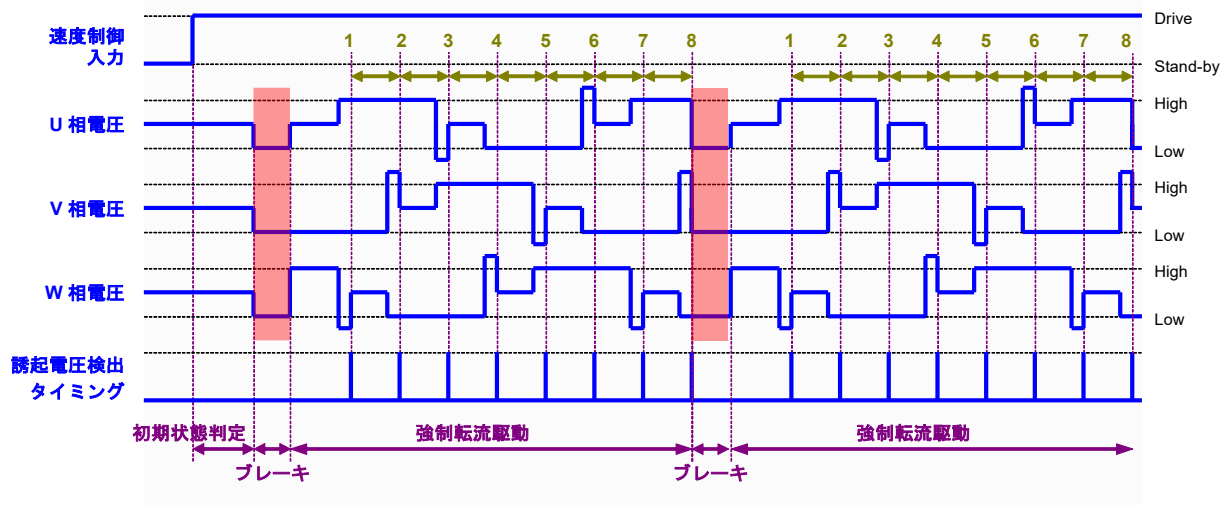 Drive
速度制御
入力
1 2 3 4 5 6 7 8 1 2 3 4 5 6 7 8
Stand-by
High
U 相電圧
Low
High
V 相電圧
Low
High
W 相電圧
Low
誘起電圧検出
タイミング
初期状態判定 強制転流駆動 強制転流駆動
ブレーキ ブレーキ